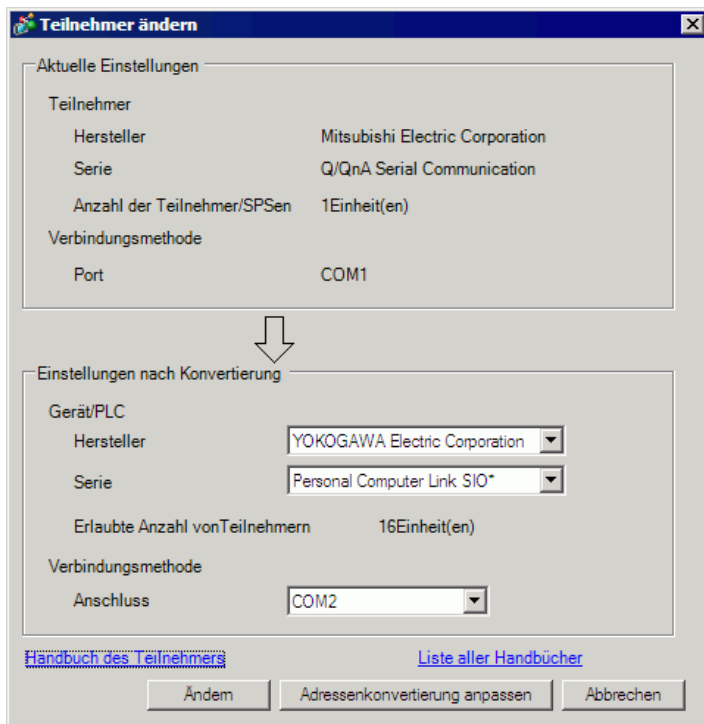 Teilnehmer ändern
Aktuelle Einstellungen
Teilnehmer
Hersteller Mitsubishi Electric Corporation
Serie Q/QnA Serial Communication
Anzahl der Teilnehmer/SPSen 1Einheit(en)
Verbindungsmethode
Port COM1
Einstellungen nach Konvertierung
Gerät/PLC
Hersteller YOKOGAWA Electric Corporation
Serie Personal Computer Link SIO*
Erlaubte Anzahl vonTeilnehmern 16Einheit(en)
Verbindungsmethode
Anschluss COM2
Handbuch des Teilnehmers Liste aller Handbücher
Ändern Adressenkonvertierung anpassen Abbrechen